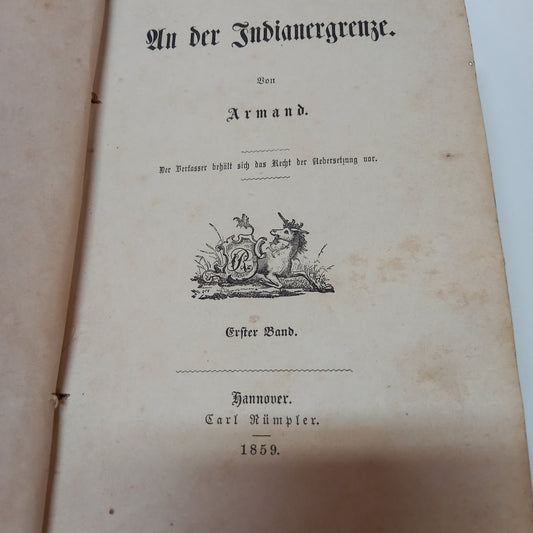 An der Indianergrenze.
Von
Armand.
Der Verfasser behält sich das Recht der Uebersetzung vor.
Erster Band.
Hannover.
Carl Rümpler.
1859.